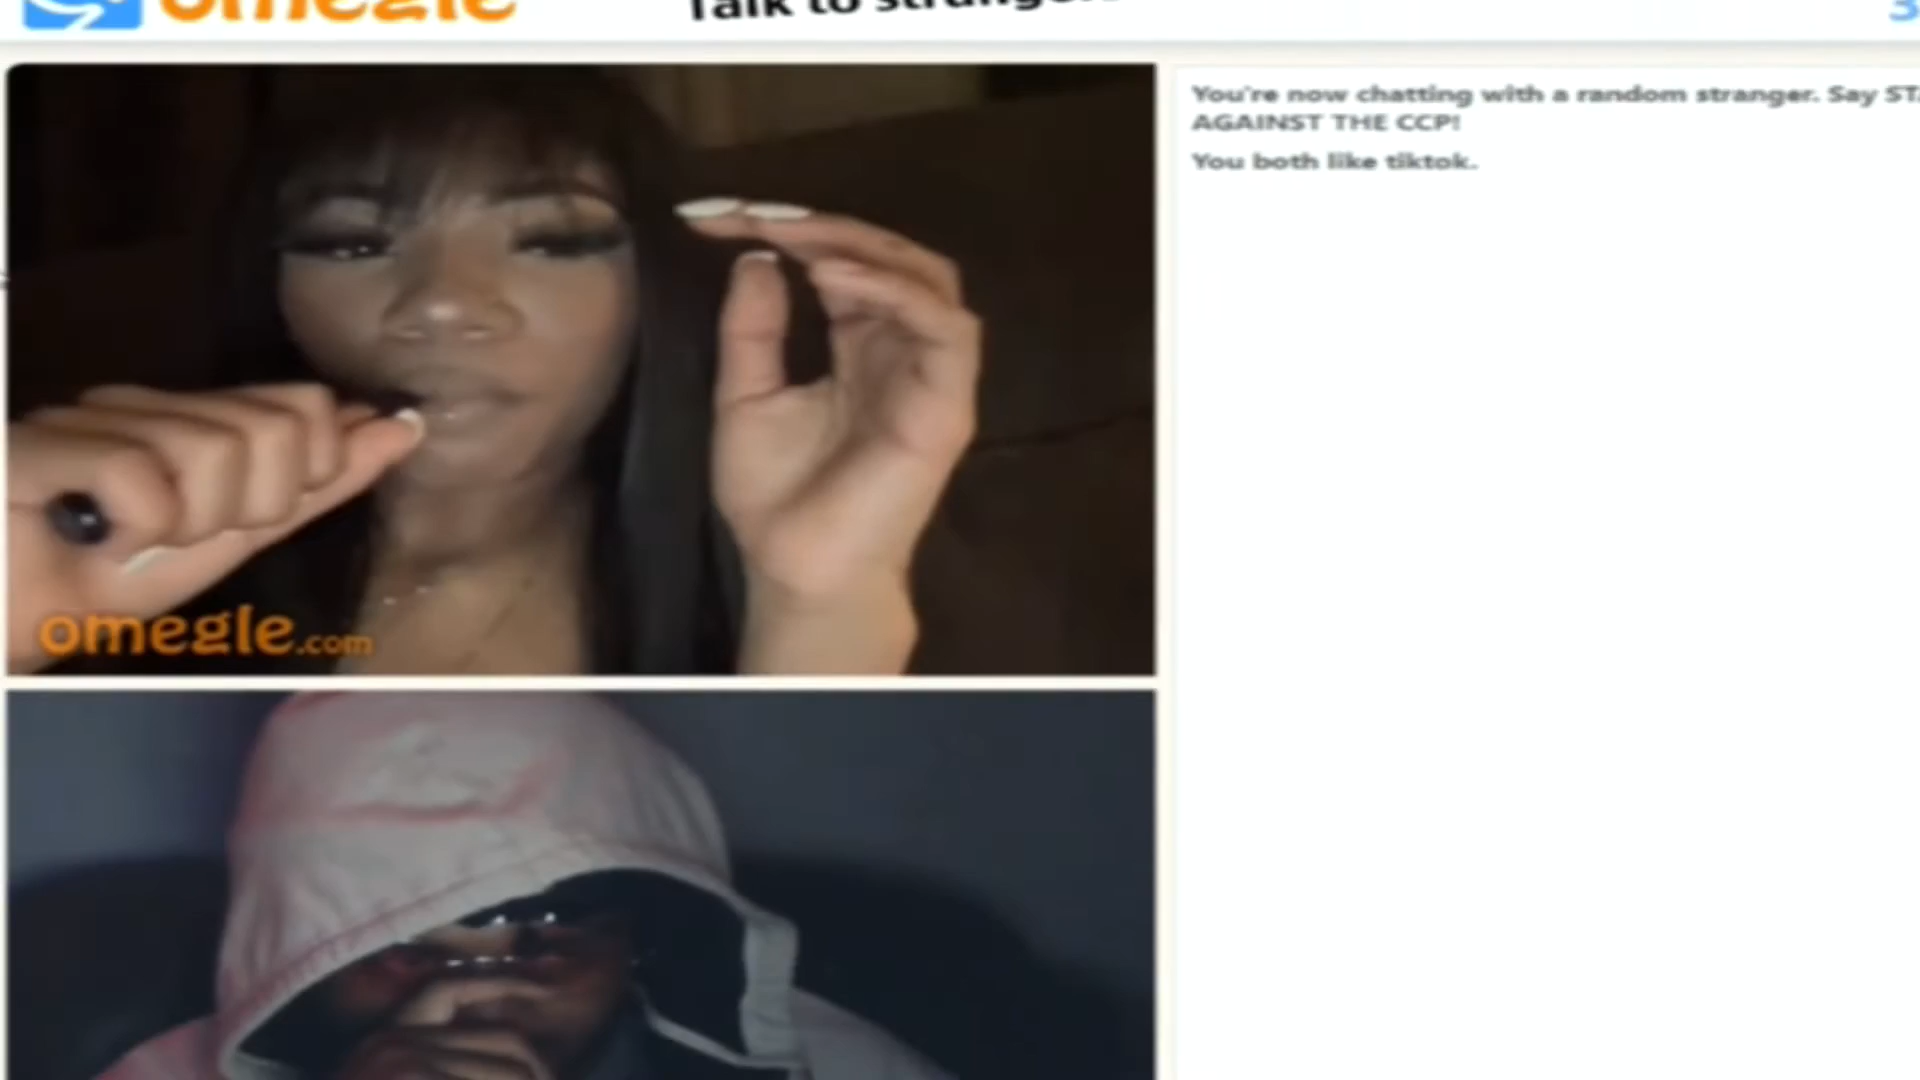 omegle
Talk to
You're now chatting with a random stranger. Say
AGAINST THE CCP!
You both like tiktok.
omegle.com